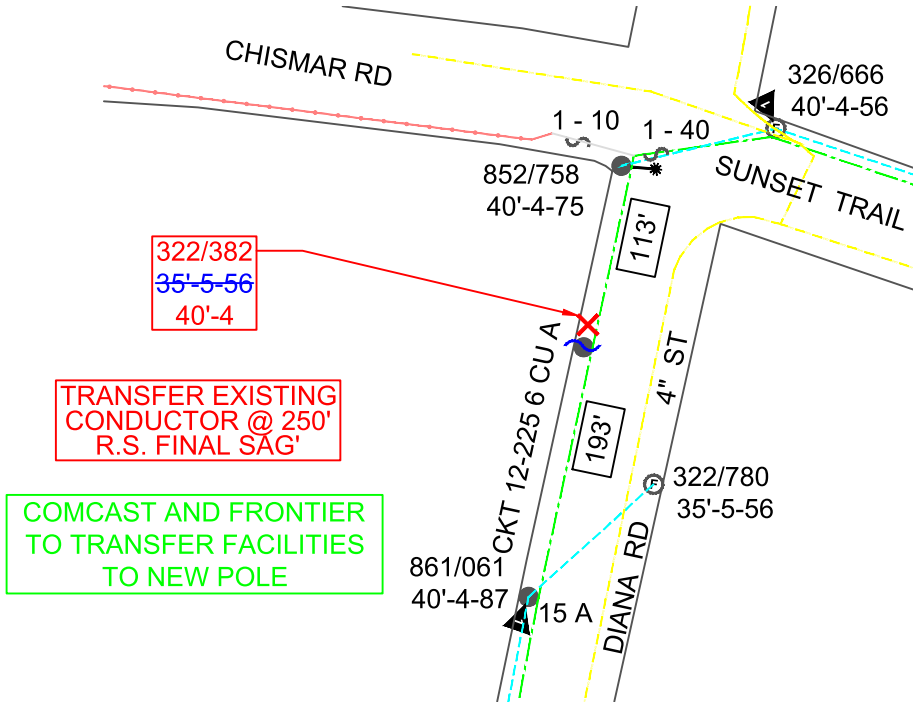 CHISMAR RD
326/666
40'-4-56
1 - 10
1 - 40
852/758
40'-4-75
SUNSET TRAIL
113'
322/382
35'-5-56
40'-4
CKT 12-225 6 CU A
4" ST
TRANSFER EXISTING
CONDUCTOR @ 250'
R.S. FINAL SAG'
193'
322/780
35'-5-56
COMCAST AND FRONTIER
TO TRANSFER FACILITIES
TO NEW POLE
861/061
40'-4-87
15 A
DIANA RD